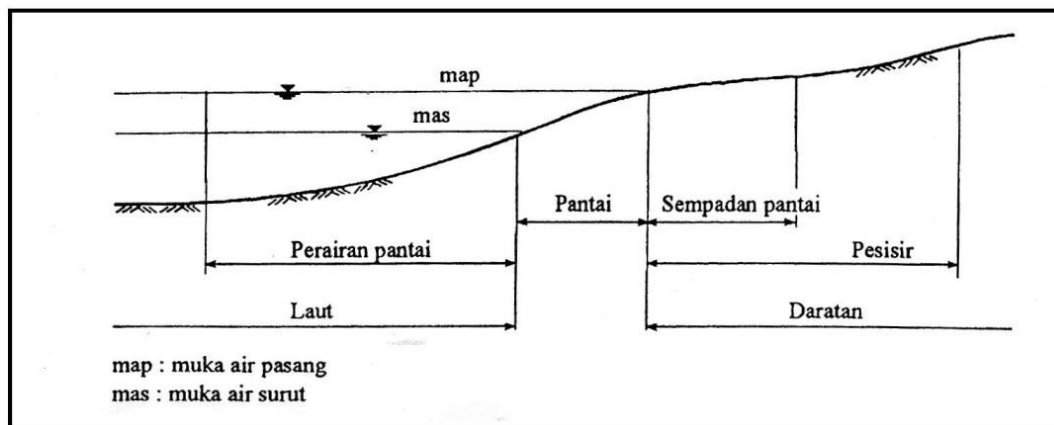 map
mas
Pantai
Sempadan pantai
Perairan pantai
Pesisir
Laut
Daratan
map : muka air pasang
mas : muka air surut